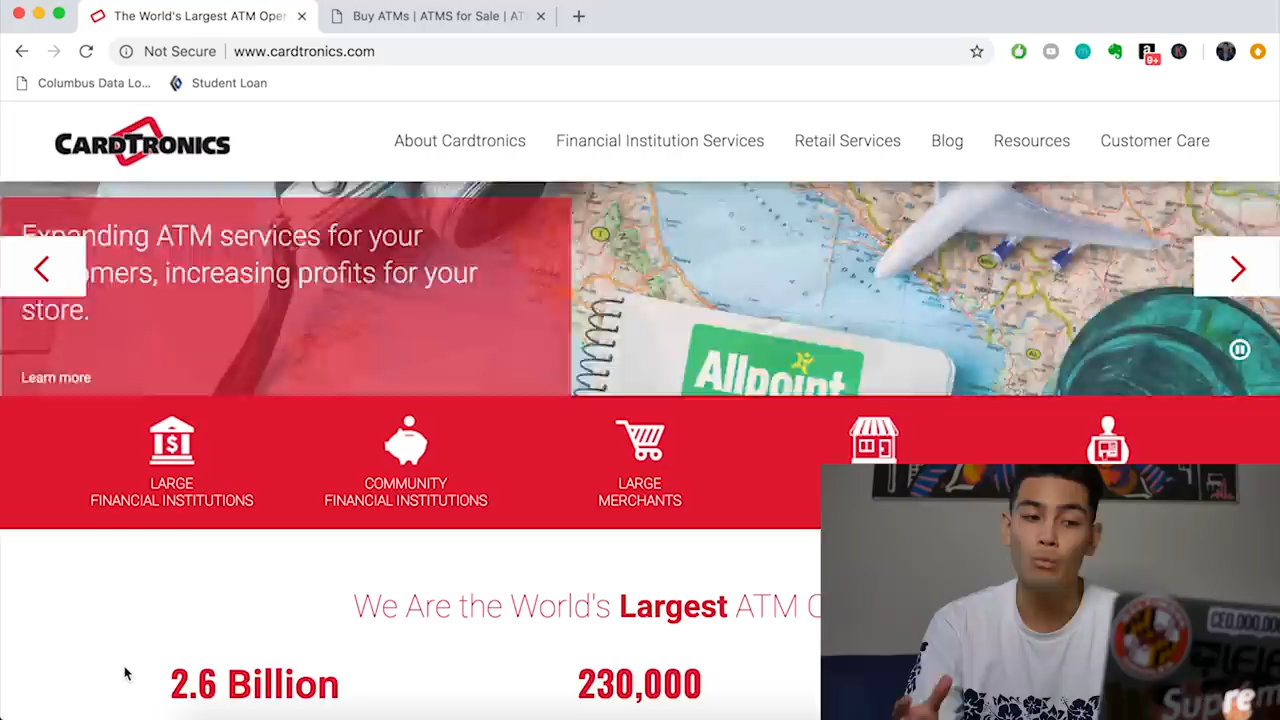 The World's Largest ATM Oper
Buy ATMs | ATMS for Sale | AT
Not Secure
www.cardtronics.com
9+
Columbus Data Lo...
Student Loan
CARDTRONICS
About Cardtronics
Financial Institution Services
Retail Services
Blog
Resources
Customer Care
Expanding ATM services for your
omers, increasing profits for your
store.
Learn more
Allpoint
LARGE
FINANCIAL INSTITUTIONS
COMMUNITY
FINANCIAL INSTITUTIONS
LARGE
MERCHANTS
We Are the World's Largest ATM
2.6 Billion
230,000
Suprem